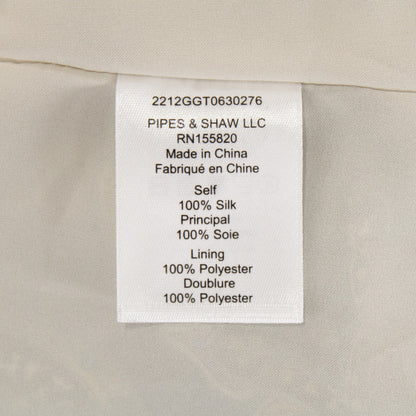 2212GGT0630276
PIPES & SHAW LLC
RN155820
Made in China
Fabriqué en Chine
Self
100% Silk
Principal
100% Soie
Lining
100% Polyester
Doublure
100% Polyester